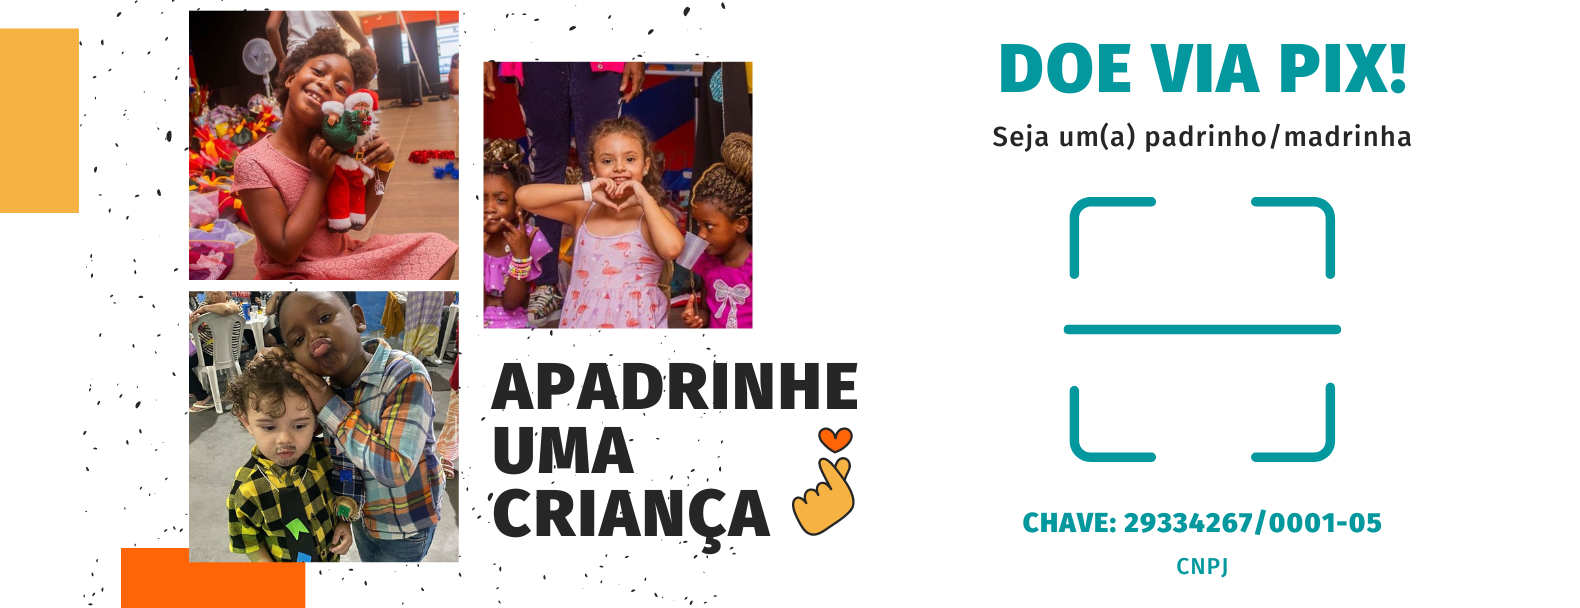 APADRINHE
UMA
CRIANÇA
DOE VIA PIX!
Seja um(a) padrinho/madrinha
CHAVE: 29334267/0001-05
CNPJ